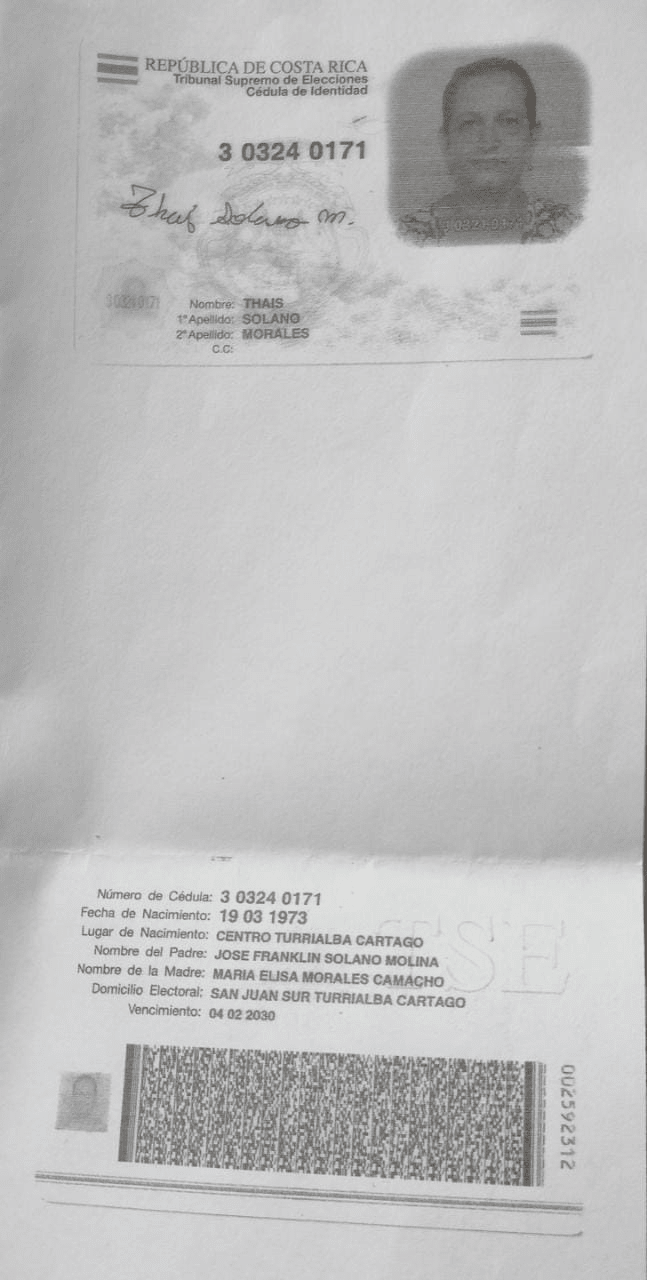 REPÚBLICA DE COSTA RICA
Tribunal Supremo de Elecciones
Cédula de Identidad
3 0324 0171
Thais Solano M.
3 0324 0171
30324 0171
Nombre: THAIS
1° Apellido: SOLANO
2° Apellido: MORALES
C.C:
TSE
Número de Cédula: 3 0324 0171
Fecha de Nacimiento: 19 03 1973
Lugar de Nacimiento: CENTRO TURRIALBA CARTAGO
Nombre del Padre: JOSE FRANKLIN SOLANO MOLINA
Nombre de la Madre: MARIA ELISA MORALES CAMACHO
Domicilio Electoral: SAN JUAN SUR TURRIALBA CARTAGO
Vencimiento: 04 02 2030
002592312